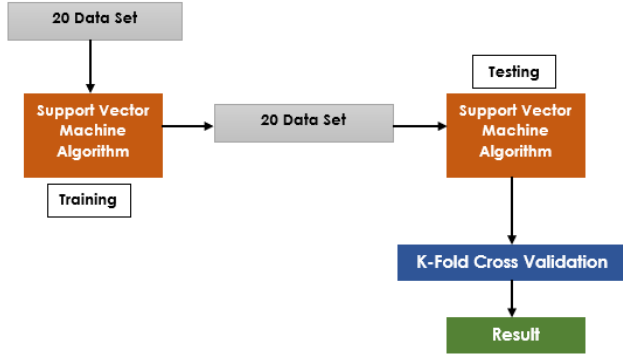 20 Data Set
Support Vector
Machine
Algorithm
Training
20 Data Set
Testing
Support Vector
Machine
Algorithm
K-Fold Cross Validation
Result